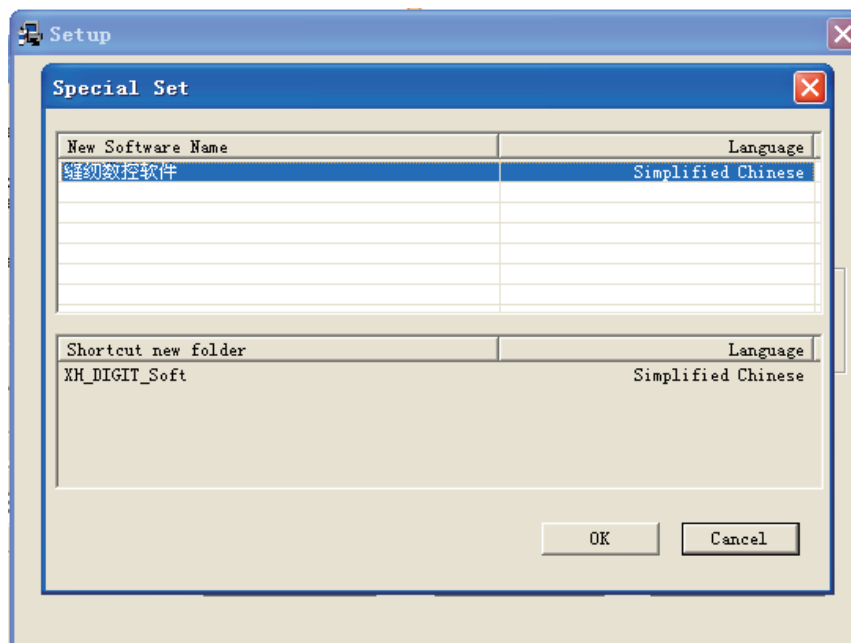 Setup
Special Set
New Software Name Language
缝纫数控软件 Simplified Chinese
Shortcut new folder Language
XH_DIGIT_Soft Simplified Chinese
OK Cancel